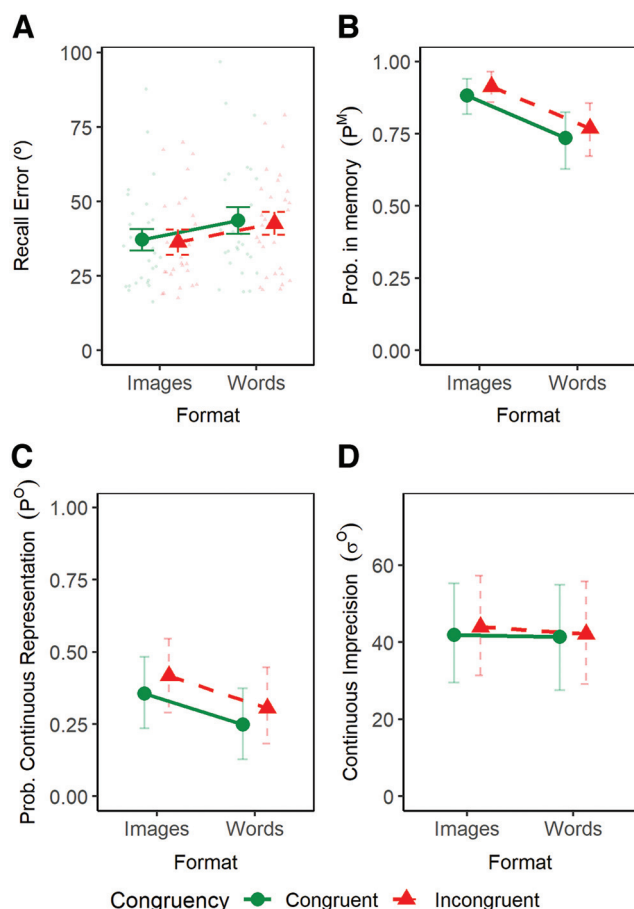 A
100
75
50
25
0
Recall Error (º)
Images Words
Format
B
1.00
0.75
0.50
0.25
0.00
Prob. in memory (P^M)
Images Words
Format
C
1.00
0.75
0.50
0.25
0.00
Prob. Continuous Representation (P^O)
Images Words
Format
D
60
40
20
0
Continuous Imprecision (σ^O)
Images Words
Format
Congruency Congruent Incongruent